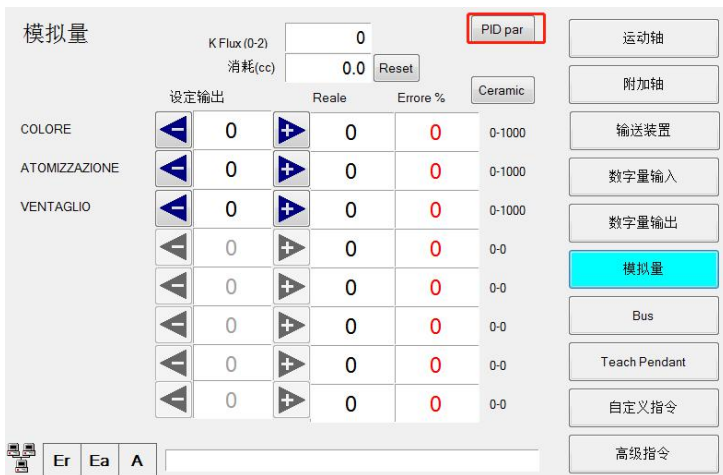 模拟量
K Flux (0-2) 0 PID par
消耗(cc) 0.0 Reset
设定输出 Reale Errore % Ceramic
COLORE 0 0 0 0-1000
ATOMIZZAZIONE 0 0 0 0-1000
VENTAGLIO 0 0 0 0-1000
0 0 0 0-0
0 0 0 0-0
0 0 0 0-0
0 0 0 0-0
0 0 0 0-0
Er Ea A
运动轴
附加轴
输送装置
数字量输入
数字量输出
模拟量
Bus
Teach Pendant
自定义指令
高级指令